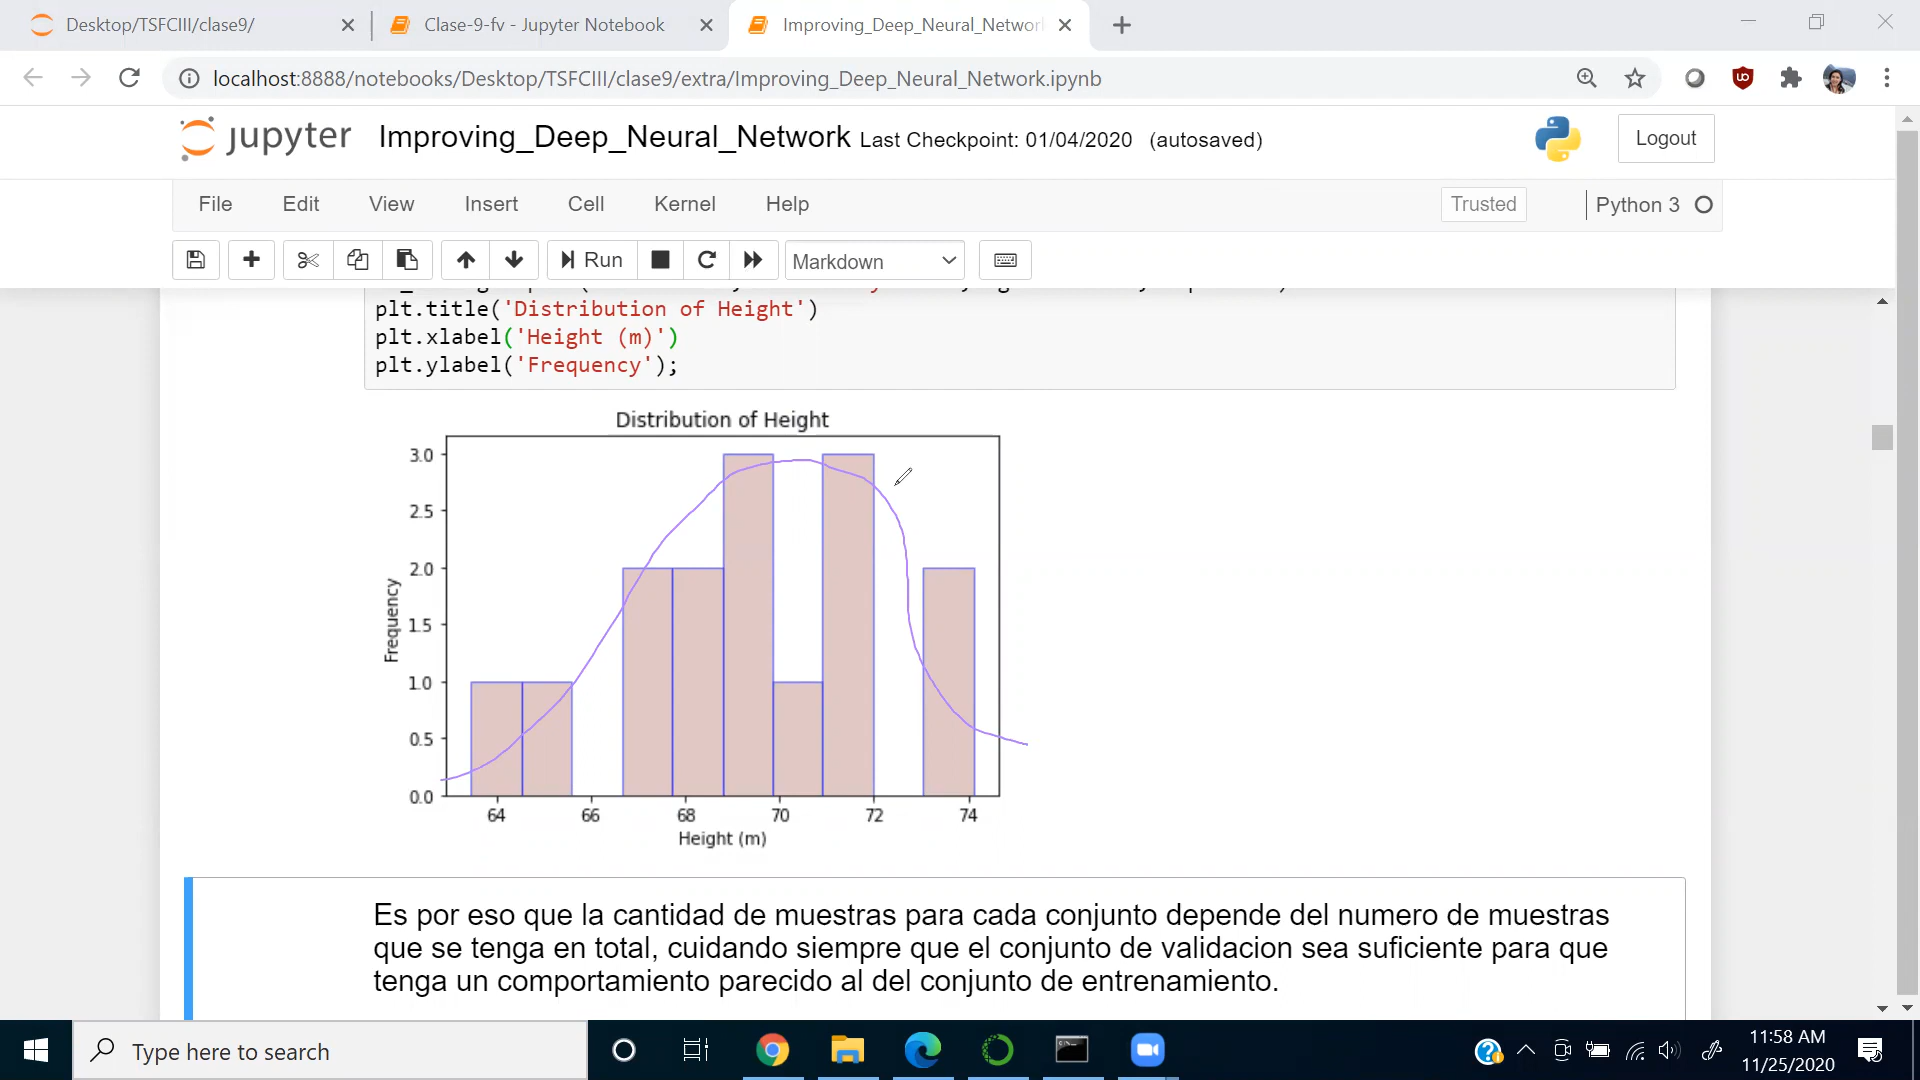 Desktop/TSFCIII/clase9/
Clase-9-fv - Jupyter Notebook
Improving_Deep_Neural_Network
localhost:8888/notebooks/Desktop/TSFCIII/clase9/extra/Improving_Deep_Neural_Network.ipynb
jupyter Improving_Deep_Neural_Network Last Checkpoint: 01/04/2020 (autosaved)
Logout
File Edit View Insert Cell Kernel Help
Trusted
Python 3
Run
Markdown
plt.title('Distribution of Height')
plt.xlabel('Height (m)')
plt.ylabel('Frequency');
Distribution of Height
3.0
2.5
2.0
1.5
1.0
0.5
0.0
Frequency
64 66 68 70 72 74
Height (m)
Es por eso que la cantidad de muestras para cada conjunto depende del numero de muestras
que se tenga en total, cuidando siempre que el conjunto de validacion sea suficiente para que
tenga un comportamiento parecido al del conjunto de entrenamiento.
Type here to search
11:58 AM
11/25/2020